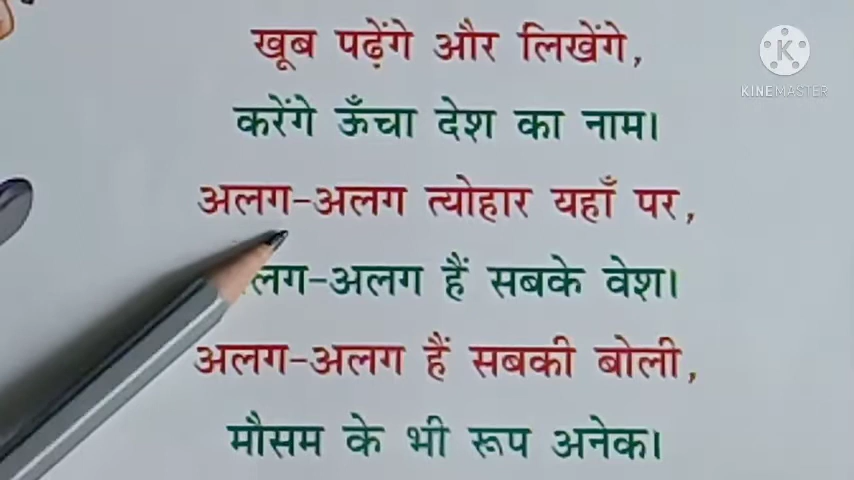 खूब पढ़ेंगे और लिखेंगे,
KINEMASTER
करेंगे ऊँचा देश का नाम।
अलग-अलग त्योहार यहाँ पर,
लग-अलग हैं सबके वेश।
अलग-अलग हैं सबकी बोली,
मौसम के भी रूप अनेक।